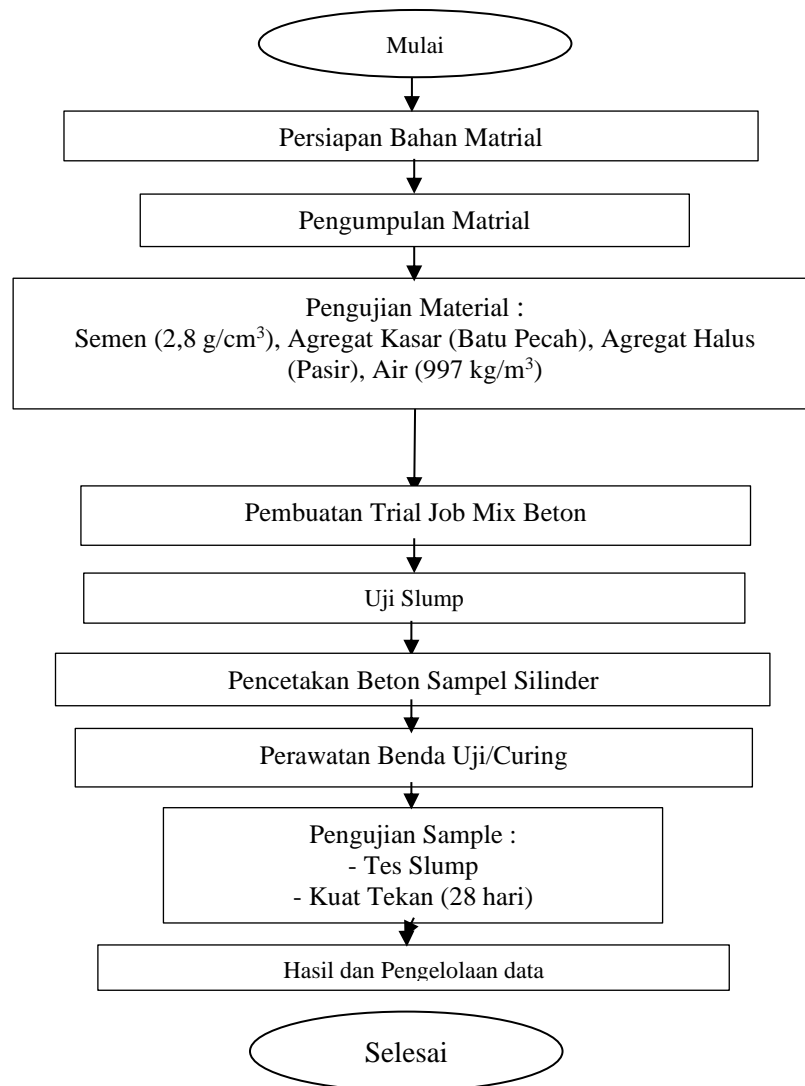 Mulai
Persiapan Bahan Matrial
Pengumpulan Matrial
Pengujian Material :
Semen (2,8 g/cm³), Agregat Kasar (Batu Pecah), Agregat Halus
(Pasir), Air (997 kg/m³)
Pembuatan Trial Job Mix Beton
Uji Slump
Pencetakan Beton Sampel Silinder
Perawatan Benda Uji/Curing
Pengujian Sample :
- Tes Slump
- Kuat Tekan (28 hari)
Hasil dan Pengelolaan data
Selesai